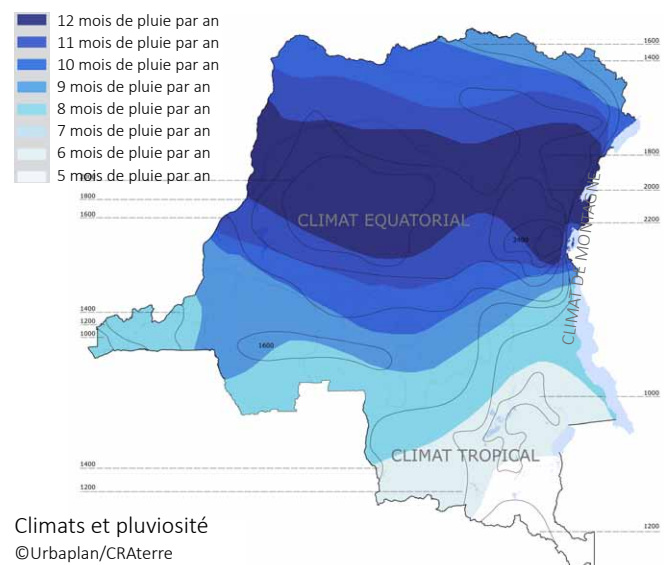 12 mois de pluie par an
11 mois de pluie par an
10 mois de pluie par an
9 mois de pluie par an
8 mois de pluie par an
7 mois de pluie par an
6 mois de pluie par an
5 mois de pluie par an
1600
1400
1800
2000
2200
1800
1600
CLIMAT EQUATORIAL
2400
CLIMAT DE MONTAGNE
1400
1200
1000
1600
1000
CLIMAT TROPICAL
1400
1200
1200
Climats et pluviosité
©Urbaplan/CRAterre